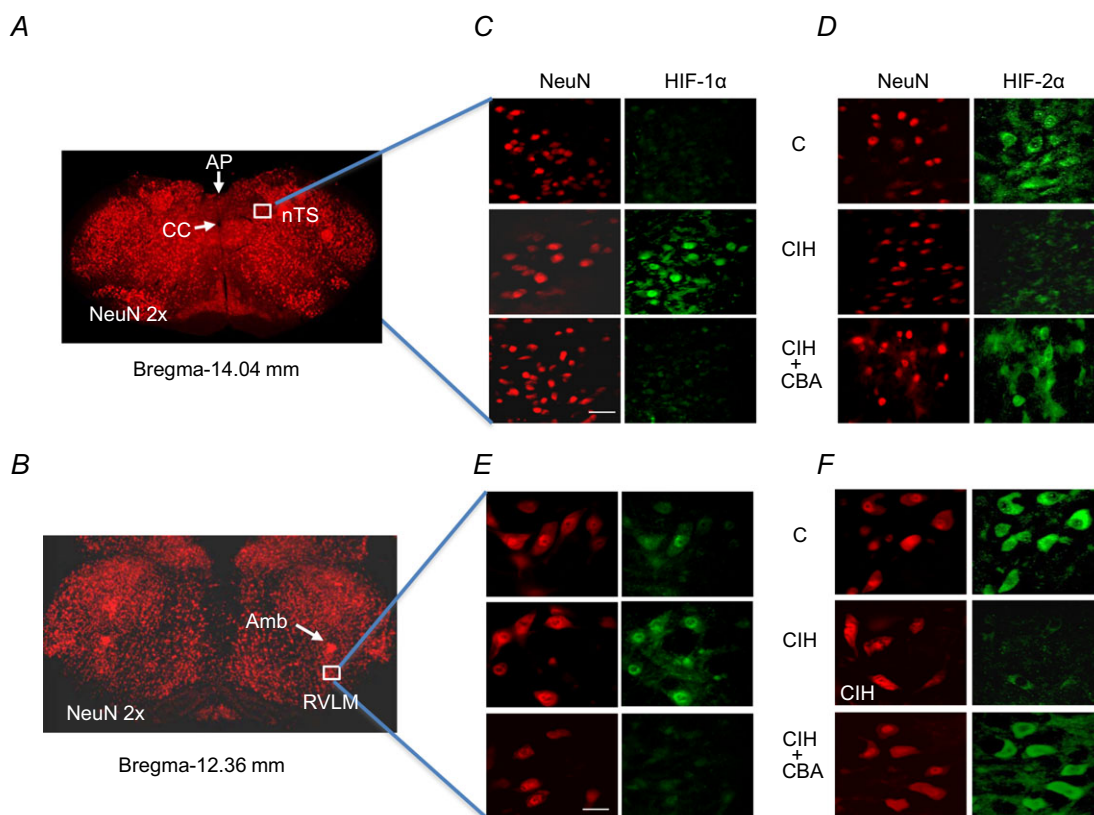 A
C
D
NeuN
HIF-1α
NeuN
HIF-2α
AP
nTS
CC
NeuN 2x
Bregma-14.04 mm
C
CIH
CIH
+
CBA
B
E
F
Amb
RVLM
NeuN 2x
Bregma-12.36 mm
C
CIH
CIH
CIH
+
CBA